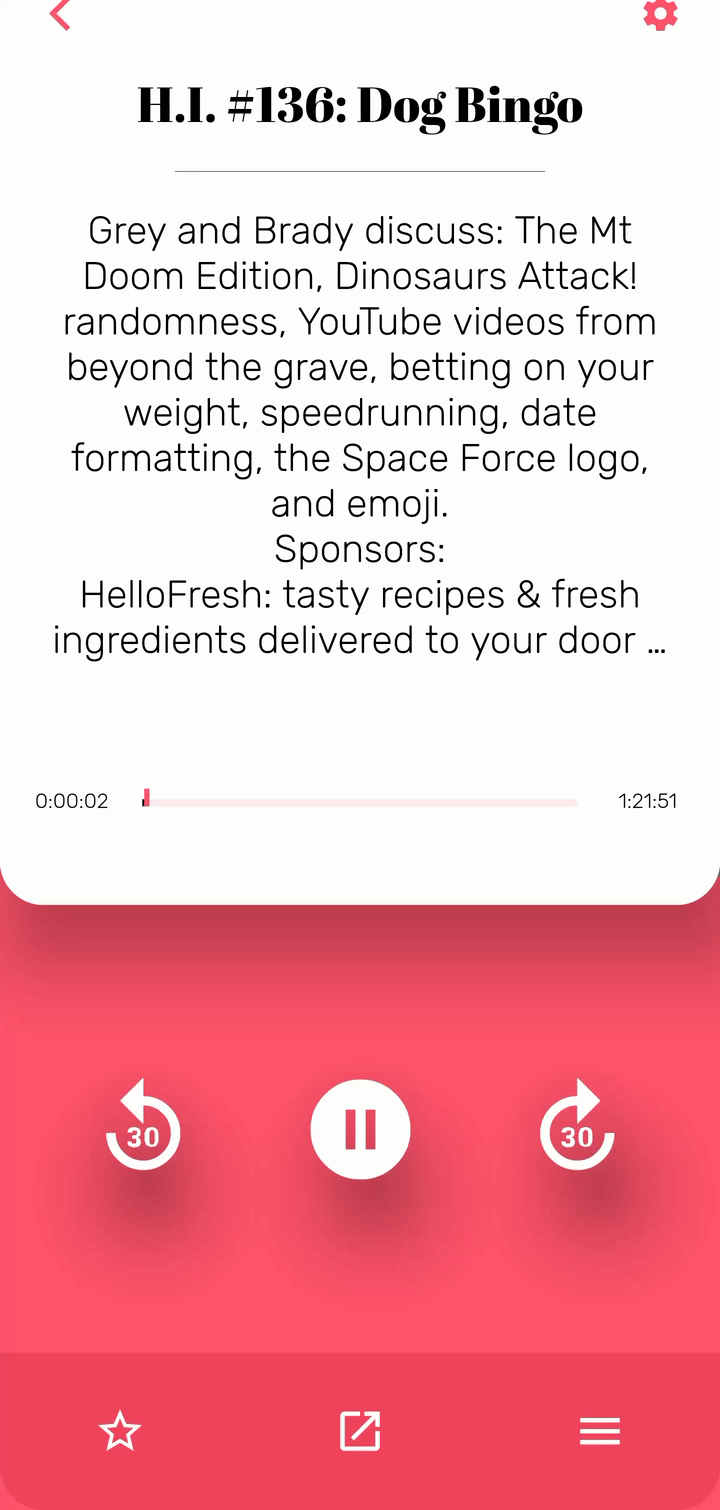 H.I. #136: Dog Bingo
Grey and Brady discuss: The Mt
Doom Edition, Dinosaurs Attack!
randomness, YouTube videos from
beyond the grave, betting on your
weight, speedrunning, date
formatting, the Space Force logo,
and emoji.
Sponsors:
HelloFresh: tasty recipes & fresh
ingredients delivered to your door ...
0:00:02 1:21:51
30 30